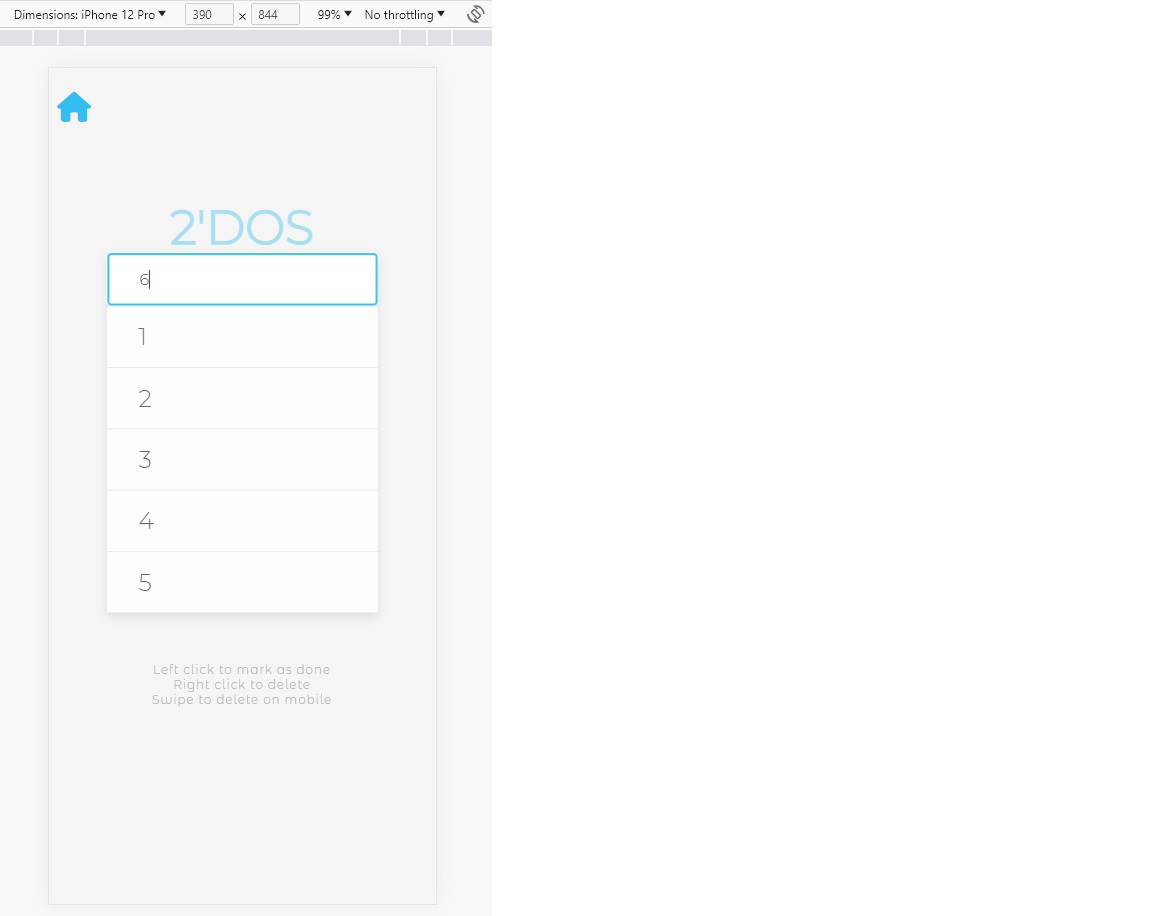 Dimensions: iPhone 12 Pro 390 x 844 99% No throttling
2'DOS
6
1
2
3
4
5
Left click to mark as done
Right click to delete
Swipe to delete on mobile